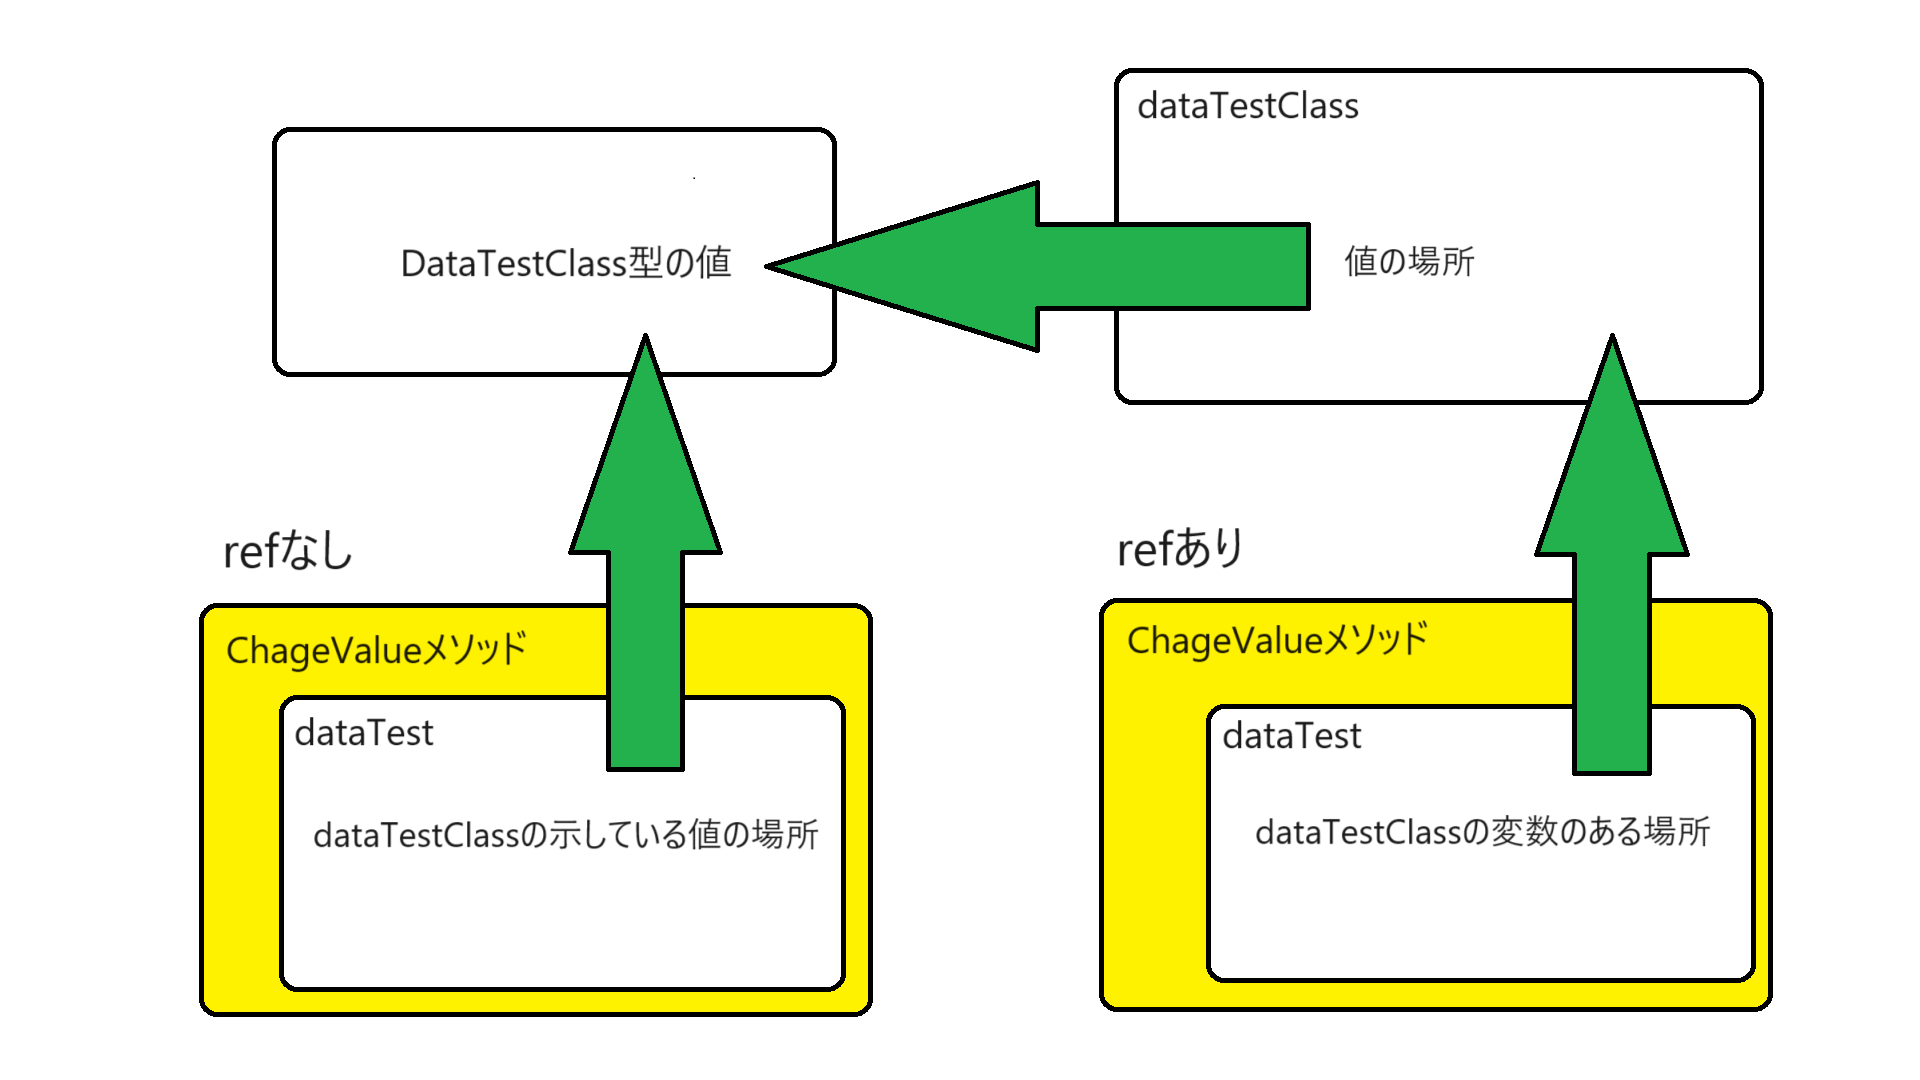 dataTestClass
DataTestClass型の値
値の場所
refなし
refあり
ChageValueメソッド
dataTest
dataTestClassの示している値の場所
ChageValueメソッド
dataTest
dataTestClassの変数のある場所